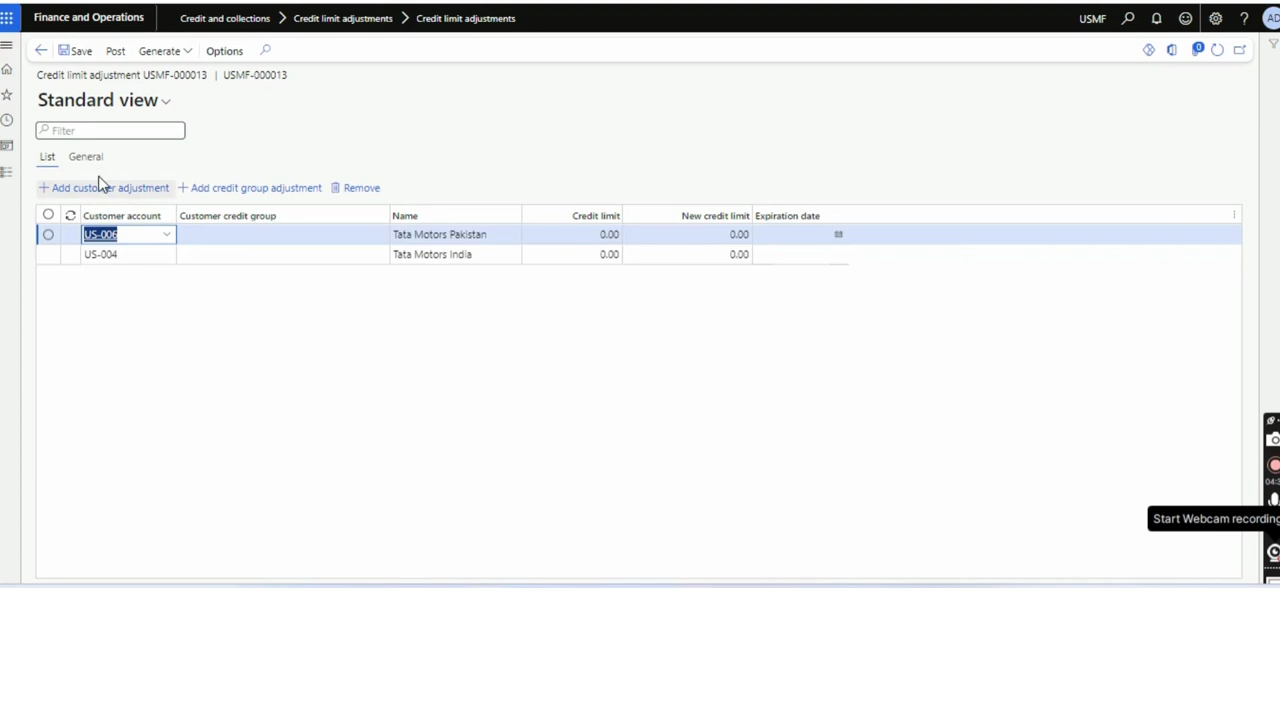 Finance and Operations
Credit and collections > Credit limit adjustments > Credit limit adjustments
USMF
?
AD
Save Post Generate Options
0
Credit limit adjustment USMF-000013 | USMF-000013
Standard view
Filter
List General
+ Add customer adjustment + Add credit group adjustment Remove
Customer account Customer credit group Name Credit limit New credit limit Expiration date
US-006 Tata Motors Pakistan 0.00 0.00
US-004 Tata Motors India 0.00 0.00
Start Webcam recording